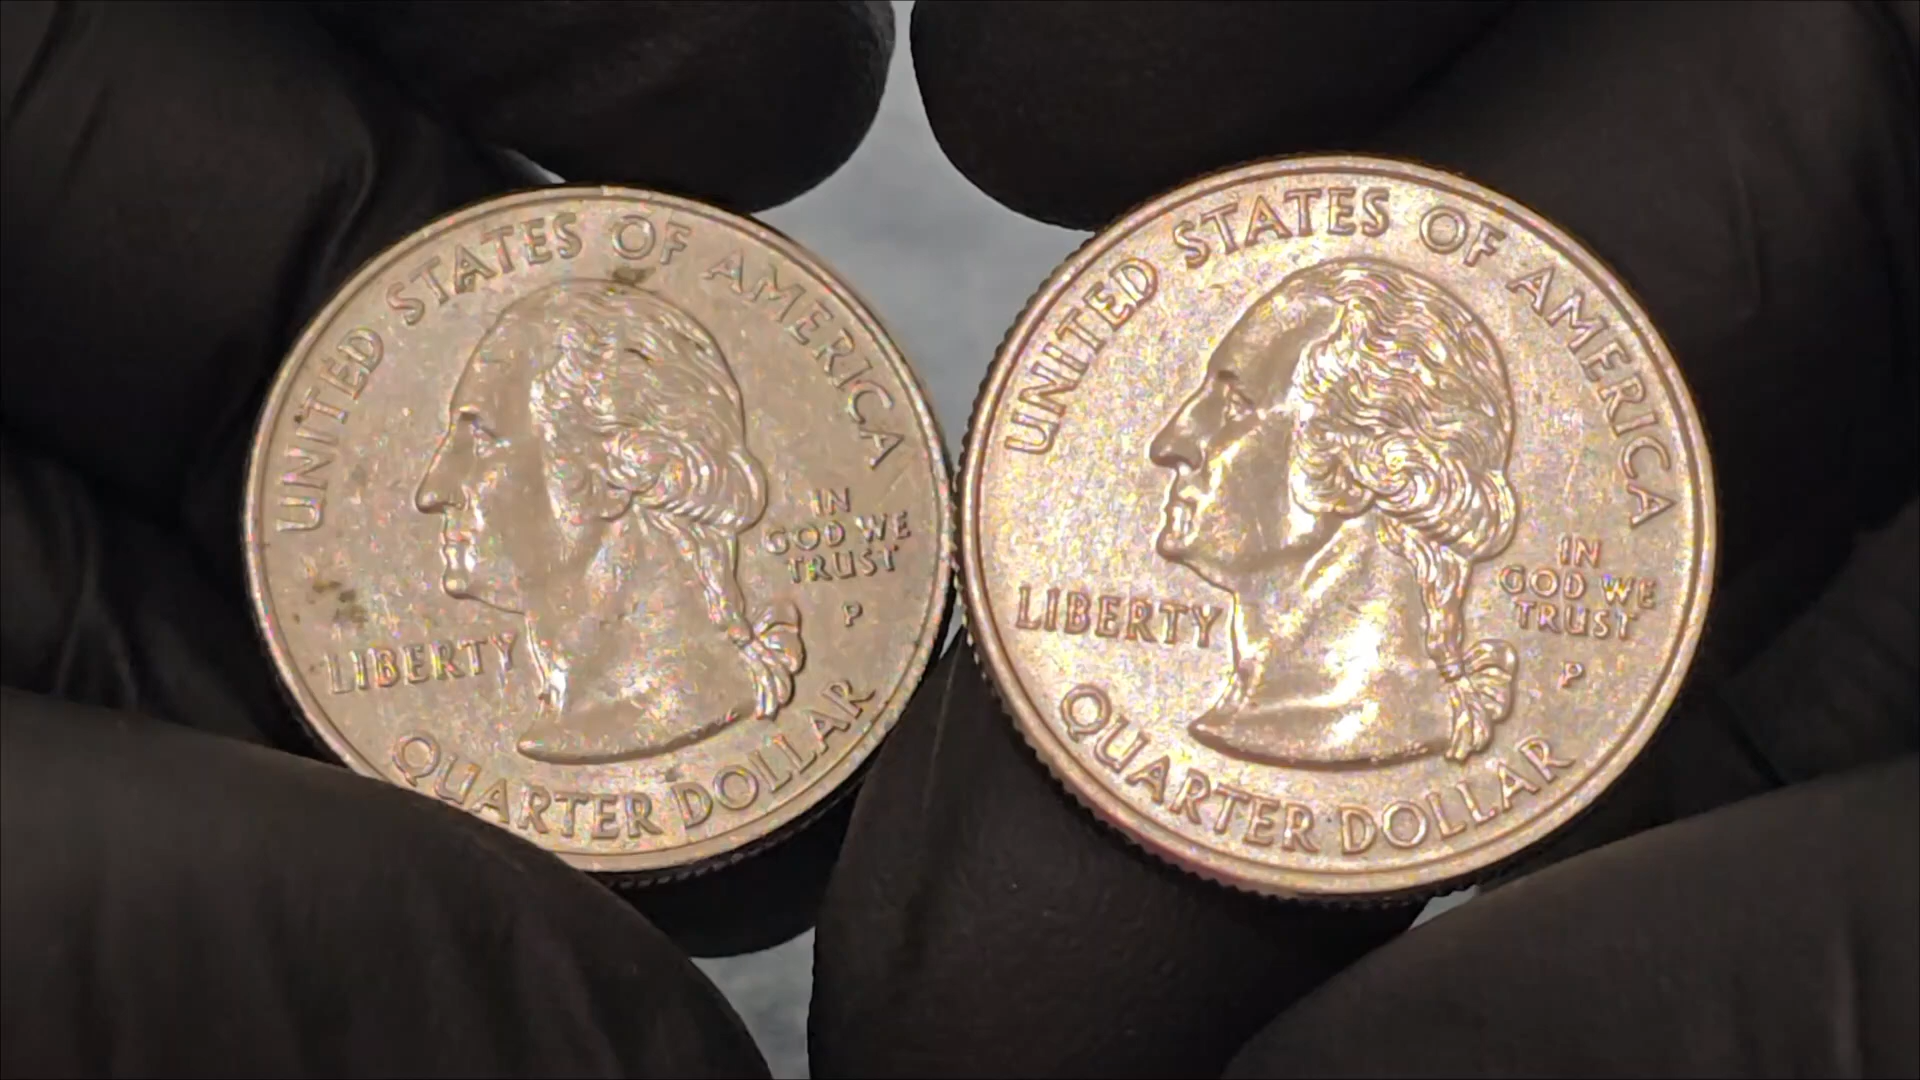 UNITED STATES OF AMERICA
IN
GOD WE
TRUST
P
LIBERTY
QUARTER DOLLAR
UNITED STATES OF AMERICA
IN
GOD WE
TRUST
P
LIBERTY
QUARTER DOLLAR